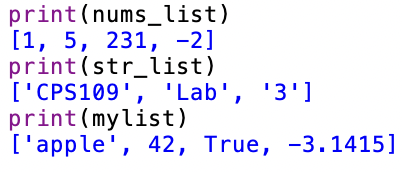 print(nums_list)
[1, 5, 231, -2]
print(str_list)
['CPS109', 'Lab', '3']
print(mylist)
['apple', 42, True, -3.1415]